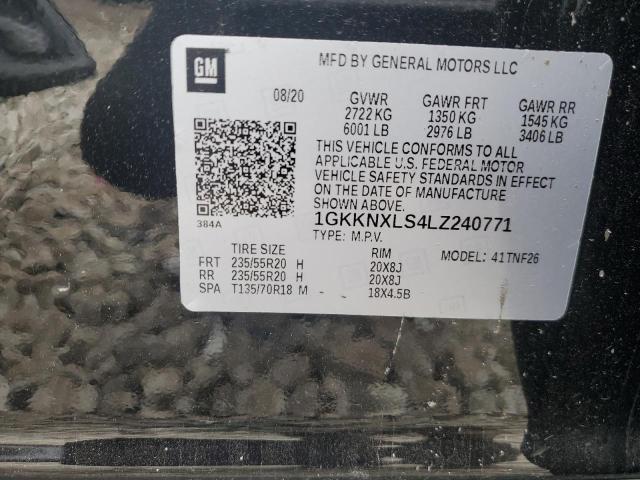 GM
MFD BY GENERAL MOTORS LLC
08/20 GVWR GAWR FRT GAWR RR
2722 KG 1350 KG 1545 KG
6001 LB 2976 LB 3406 LB
THIS VEHICLE CONFORMS TO ALL
APPLICABLE U.S. FEDERAL MOTOR
VEHICLE SAFETY STANDARDS IN EFFECT
ON THE DATE OF MANUFACTURE
SHOWN ABOVE.
384A
1GKKNXLS4LZ240771
TYPE: M.P.V. MODEL: 41TNF26
TIRE SIZE RIM
FRT 235/55R20 H 20X8J
RR 235/55R20 H 20X8J
SPA T135/70R18 M 18X4.5B